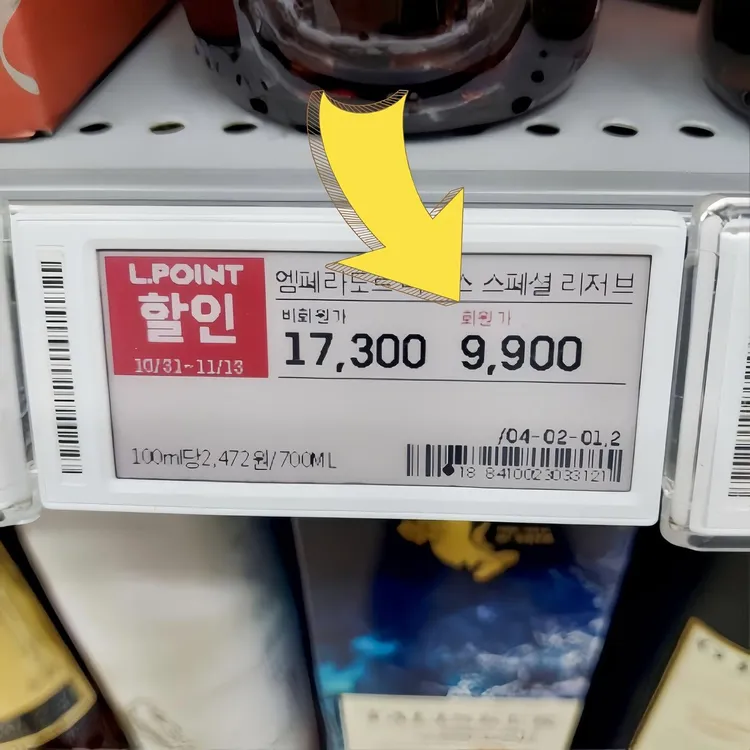 L.POINT
할인
10/31~11/13
엠페라도르 스페셜 리저브
비회원가
회원가
17,300
9,900
/04-02-01,2
100ml당2,472원/700ML
18 8410023033121